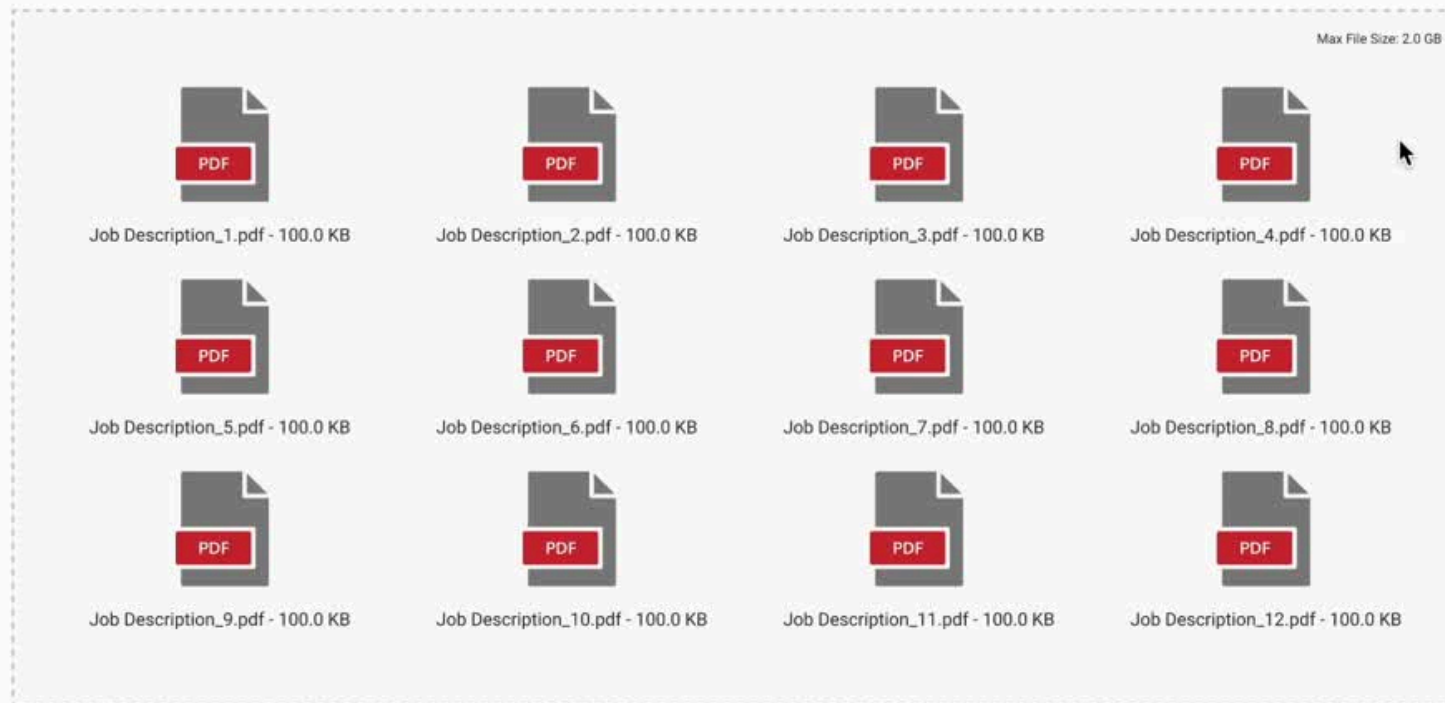 Max File Size: 2.0 GB
PDF PDF PDF PDF
Job Description_1.pdf - 100.0 KB Job Description_2.pdf - 100.0 KB Job Description_3.pdf - 100.0 KB Job Description_4.pdf - 100.0 KB
PDF PDF PDF PDF
Job Description_5.pdf - 100.0 KB Job Description_6.pdf - 100.0 KB Job Description_7.pdf - 100.0 KB Job Description_8.pdf - 100.0 KB
PDF PDF PDF PDF
Job Description_9.pdf - 100.0 KB Job Description_10.pdf - 100.0 KB Job Description_11.pdf - 100.0 KB Job Description_12.pdf - 100.0 KB